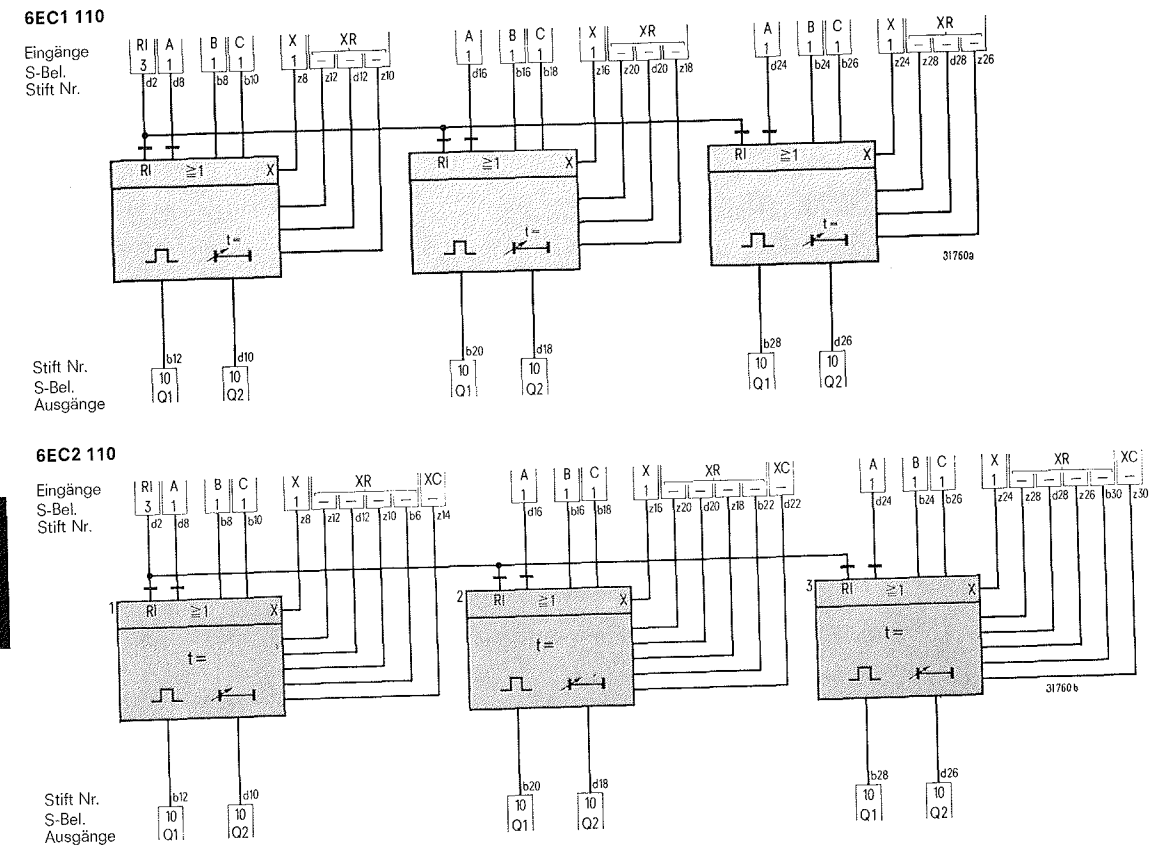 6EC1 110
Eingänge RI A B C X XR A B C X XR A B C X XR
S-Bel. 3 1 1 1 1 – – – 1 1 1 1 – – – 1 1 1 1 – – –
Stift Nr. d2 d8 b8 b10 z8 z12 d12 z10 d16 b16 b18 z16 z20 d20 z18 d24 b24 b26 z24 z28 d28 z26
RI ≧1 X RI ≧1 X RI ≧1 X
t= t= t=
31760a
Stift Nr. b12 d10 b20 d18 b28 d26
S-Bel. 10 10 10 10 10 10
Ausgänge Q1 Q2 Q1 Q2 Q1 Q2
6EC2 110
Eingänge RI A B C X XR XC A B C X XR XC A B C X XR XC
S-Bel. 3 1 1 1 1 – – – – – 1 1 1 1 – – – – – 1 1 1 1 – – – – –
Stift Nr. d2 d8 b8 b10 z8 z12 d12 z10 b6 z14 d16 b16 b18 z16 z20 d20 z18 b22 d22 d24 b24 b26 z24 z28 d28 z26 b30 z30
1 RI ≧1 X 2 RI ≧1 X 3 RI ≧1 X
t= t= t=
31760b
Stift Nr. b12 d10 b20 d18 b28 d26
S-Bel. 10 10 10 10 10 10
Ausgänge Q1 Q2 Q1 Q2 Q1 Q2